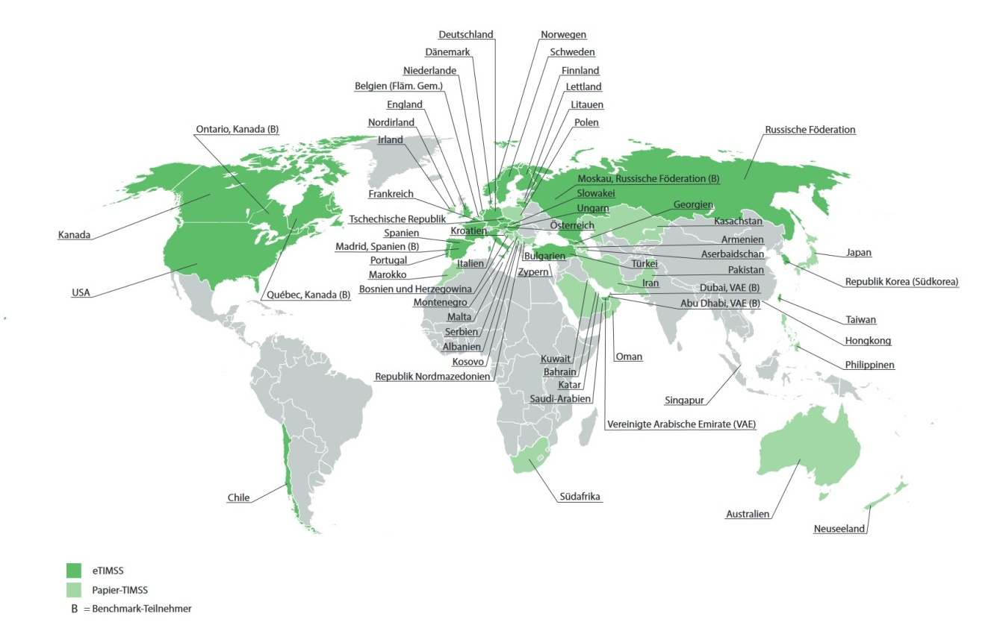 Deutschland
Norwegen
Dänemark
Schweden
Niederlande
Finnland
Belgien (Fläm. Gem.)
Lettland
England
Litauen
Nordirland
Polen
Irland
Ontario, Kanada (B)
Russische Föderation
Moskau, Russische Föderation (B)
Frankreich
Slowakei
Georgien
Ungarn
Tschechische Republik
Kasachstan
Österreich
Kroatien
Spanien
Kanada
Armenien
Madrid, Spanien (B)
Aserbaidschan
Japan
Bulgarien
Portugal
Italien
Türkei
Pakistan
Zypern
Marokko
Iran
Republik Korea (Südkorea)
Bosnien und Herzegowina
Dubai, VAE (B)
USA
Québec, Kanada (B)
Montenegro
Abu Dhabi, VAE (B)
Malta
Taiwan
Serbien
Hongkong
Albanien
Kosovo
Kuwait
Oman
Philippinen
Bahrain
Republik Nordmazedonien
Katar
Saudi-Arabien
Singapur
Vereinigte Arabische Emirate (VAE)
Chile
Südafrika
Australien
Neuseeland
eTIMSS
Papier-TIMSS
B = Benchmark-Teilnehmer